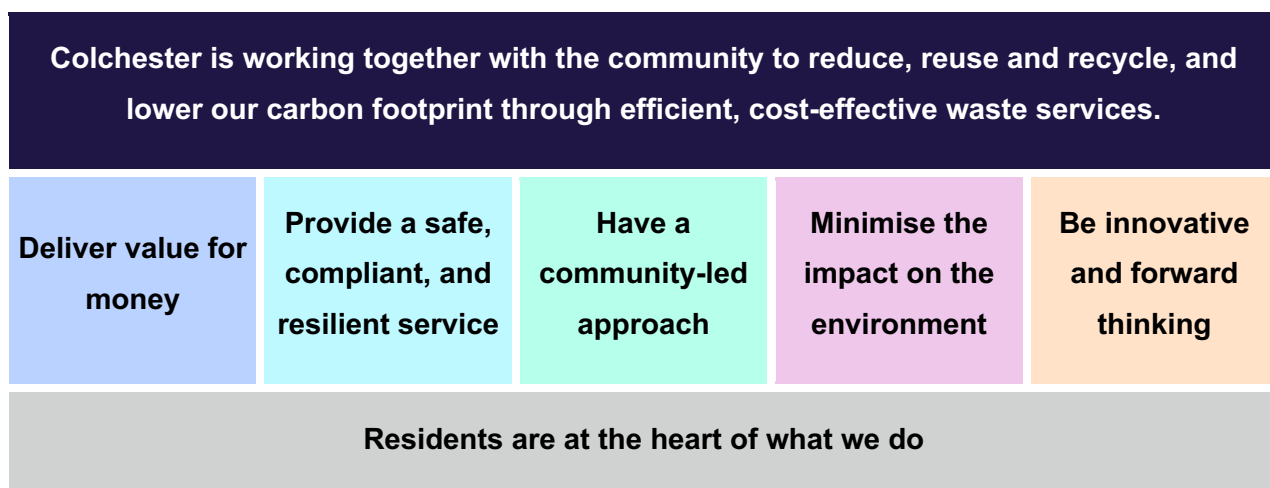 Colchester is working together with the community to reduce, reuse and recycle, and
lower our carbon footprint through efficient, cost-effective waste services.
Deliver value for
money
Provide a safe,
compliant, and
resilient service
Have a
community-led
approach
Minimise the
impact on the
environment
Be innovative
and forward
thinking
Residents are at the heart of what we do